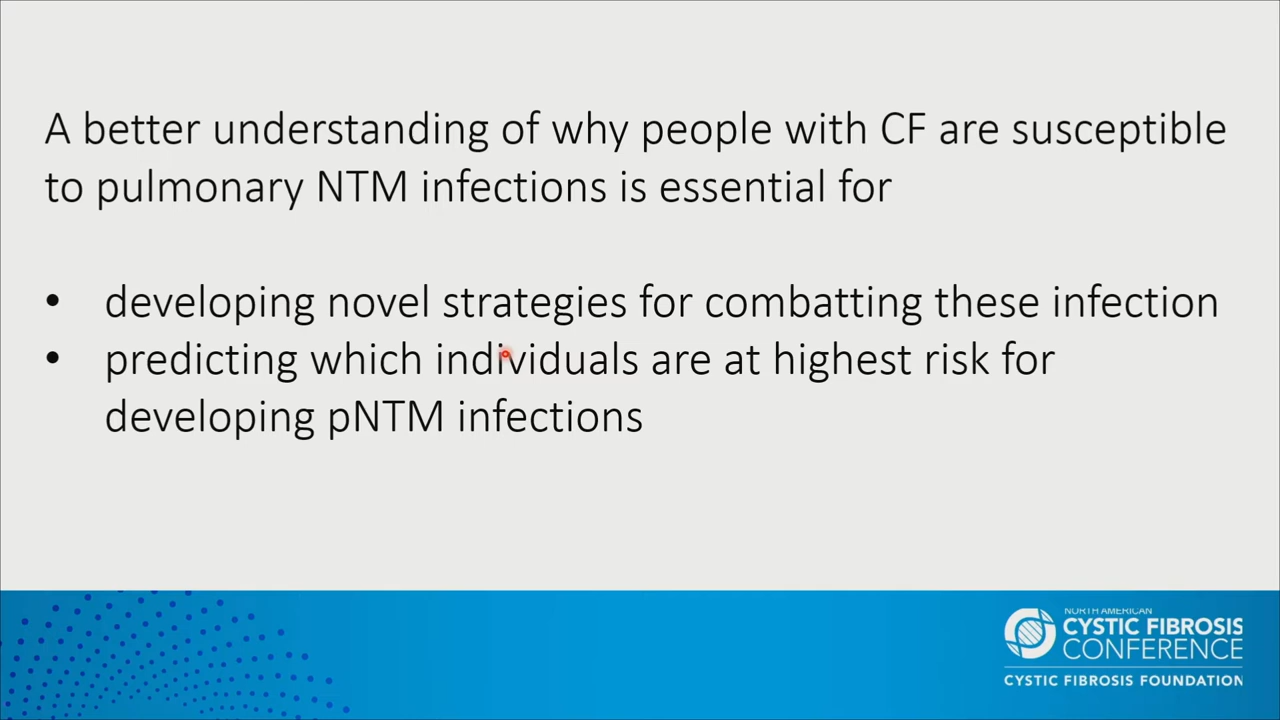 A better understanding of why people with CF are susceptible
to pulmonary NTM infections is essential for
• developing novel strategies for combatting these infection
• predicting which individuals are at highest risk for
developing pNTM infections
NORTH AMERICAN
CYSTIC FIBROSIS
CONFERENCE
CYSTIC FIBROSIS FOUNDATION